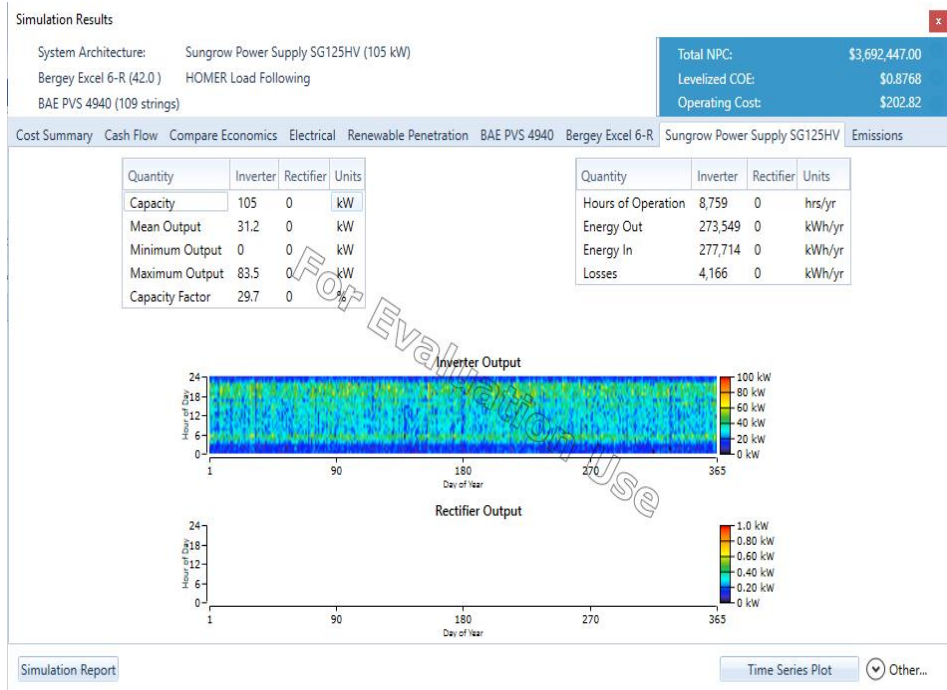 Simulation Results
x
System Architecture: Sungrow Power Supply SG125HV (105 kW)
Bergey Excel 6-R (42.0 ) HOMER Load Following
BAE PVS 4940 (109 strings)
Total NPC: $3,692,447.00
Levelized COE: $0.8768
Operating Cost: $202.82
Cost Summary Cash Flow Compare Economics Electrical Renewable Penetration BAE PVS 4940 Bergey Excel 6-R Sungrow Power Supply SG125HV Emissions
Quantity Inverter Rectifier Units
Capacity 105 0 kW
Mean Output 31.2 0 kW
Minimum Output 0 0 kW
Maximum Output 83.5 0 kW
Capacity Factor 29.7 0 %
Quantity Inverter Rectifier Units
Hours of Operation 8,759 0 hrs/yr
Energy Out 273,549 0 kWh/yr
Energy In 277,714 0 kWh/yr
Losses 4,166 0 kWh/yr
For Evaluation Use
Inverter Output
Hour of Day
24
18
12
6
0
1 90 180 270 365
Day of Year
100 kW
80 kW
60 kW
40 kW
20 kW
0 kW
Rectifier Output
Hour of Day
24
18
12
6
0
1 90 180 270 365
Day of Year
1.0 kW
0.80 kW
0.60 kW
0.40 kW
0.20 kW
0 kW
Simulation Report
Time Series Plot
Other...